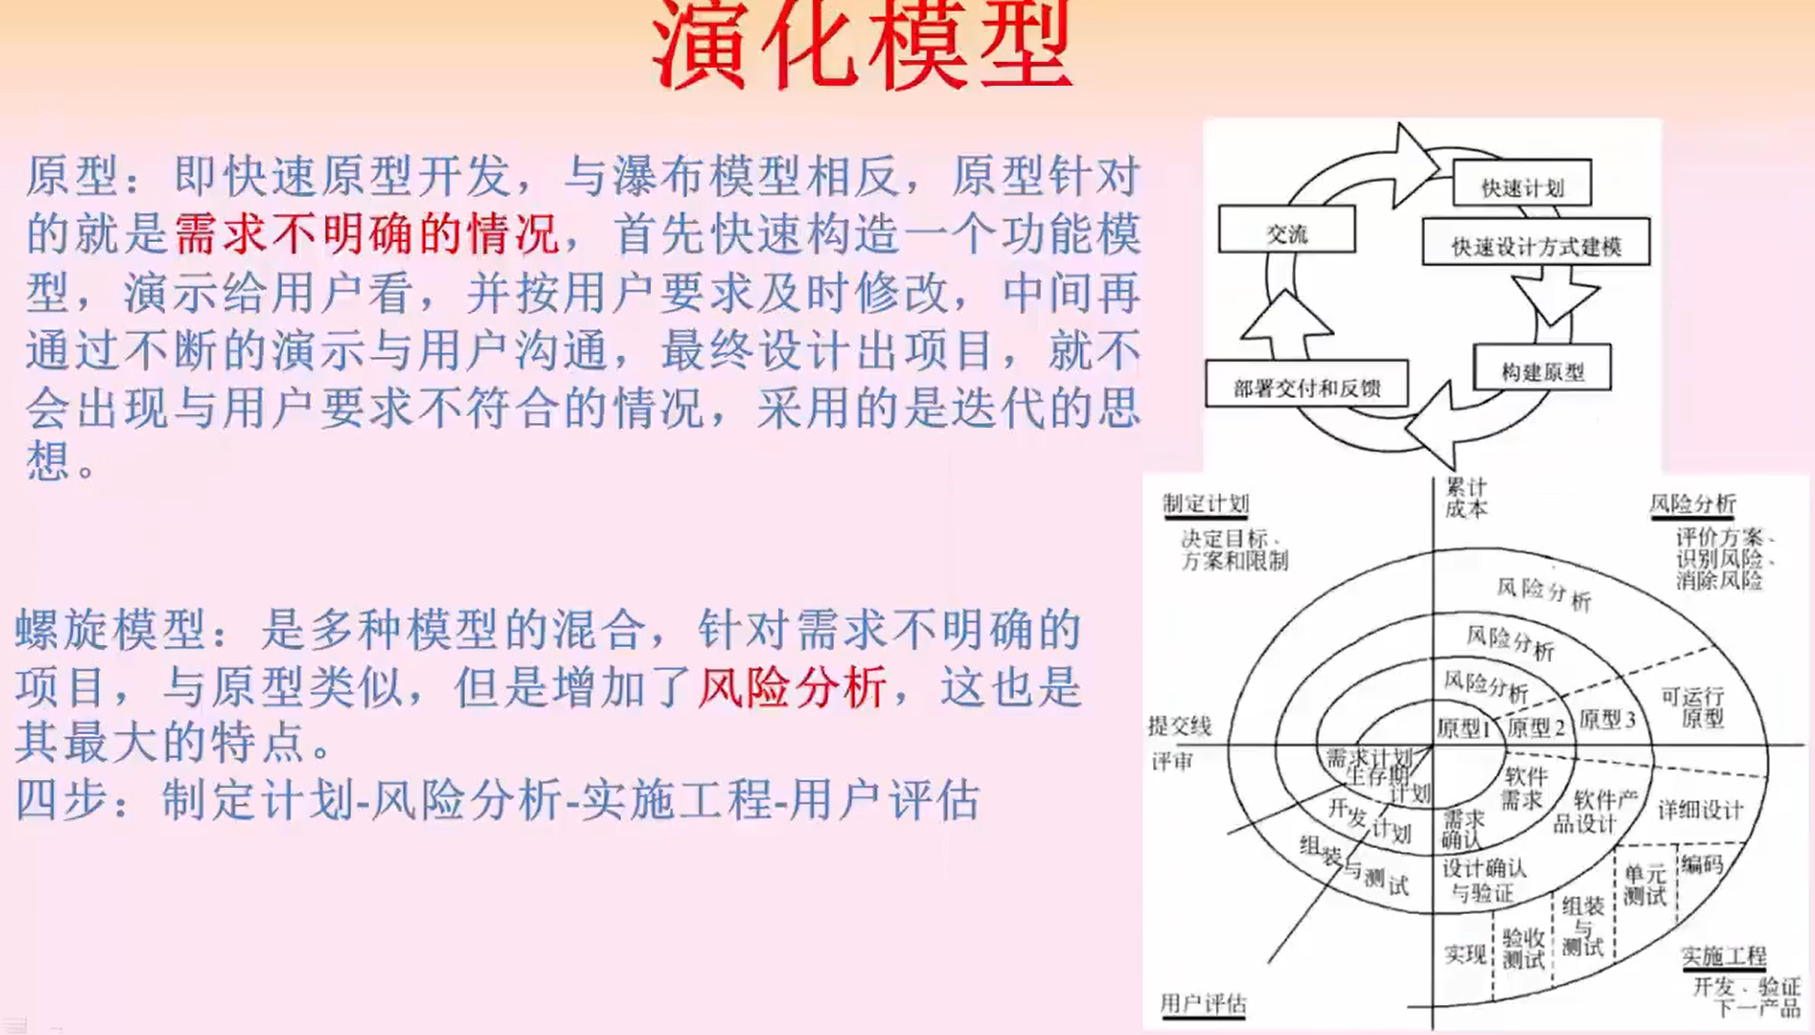 演化模型
原型：即快速原型开发，与瀑布模型相反，原型针对
的就是需求不明确的情况，首先快速构造一个功能模
型，演示给用户看，并按用户要求及时修改，中间再
通过不断的演示与用户沟通，最终设计出项目，就不
会出现与用户要求不符合的情况，采用的是迭代的思
想。
快速计划
交流
快速设计方式建模
构建原型
部署交付和反馈
螺旋模型：是多种模型的混合，针对需求不明确的
项目，与原型类似，但是增加了风险分析，这也是
其最大的特点。
四步：制定计划-风险分析-实施工程-用户评估
累计
成本
制定计划
决定目标、
方案和限制
风险分析
评价方案、
识别风险、
消除风险
风险分析
风险分析
风险分析
提交线
评审
原型1
原型2
原型3
可运行
原型
需求计划
生存期
计划
开发计划
组装与测试
软件
需求
软件产
品设计
详细设计
需求
确认
设计确认
与验证
单元
测试
编码
组装
与
测试
验收
测试
实现
实施工程
开发、验证
下一产品
用户评估